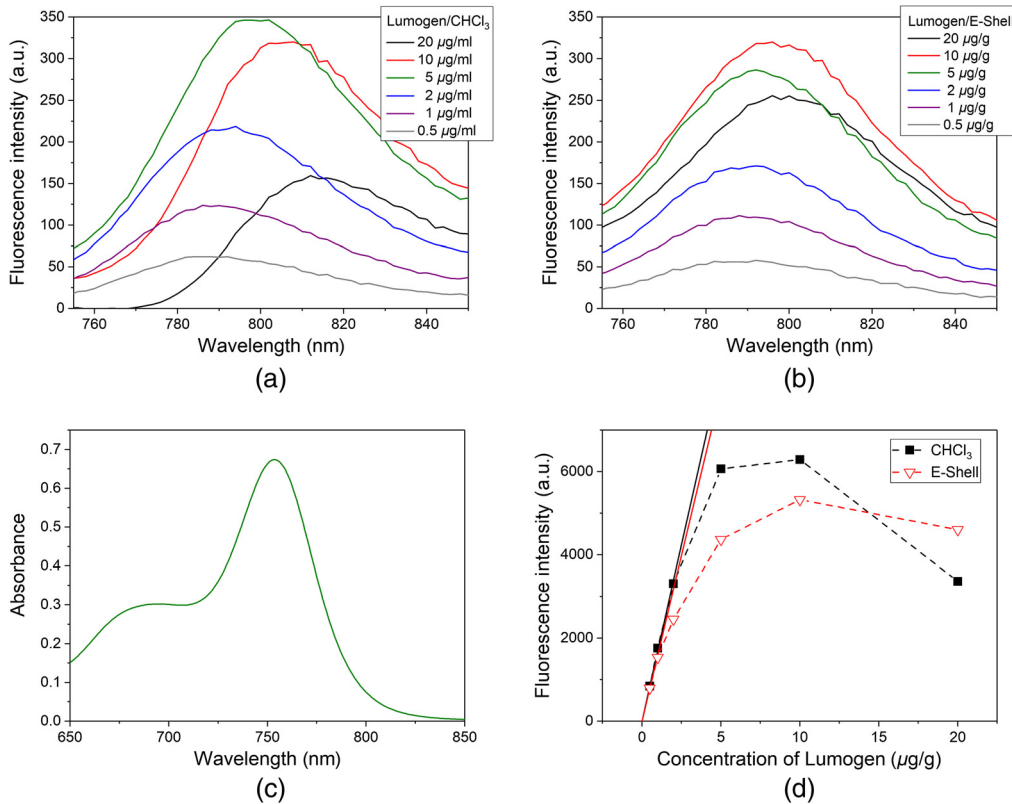 Lumogen/CHCl₃
20 µg/ml
10 µg/ml
5 µg/ml
2 µg/ml
1 µg/ml
0.5 µg/ml
Fluorescence intensity (a.u.)
350
300
250
200
150
100
50
0
760 780 800 820 840
Wavelength (nm)
(a)
Lumogen/E-Shell
20 µg/g
10 µg/g
5 µg/g
2 µg/g
1 µg/g
0.5 µg/g
Fluorescence intensity (a.u.)
350
300
250
200
150
100
50
0
760 780 800 820 840
Wavelength (nm)
(b)
Absorbance
0.7
0.6
0.5
0.4
0.3
0.2
0.1
0.0
650 700 750 800 850
Wavelength (nm)
(c)
CHCl₃
E-Shell
Fluorescence intensity (a.u.)
6000
4000
2000
0
0 5 10 15 20
Concentration of Lumogen (µg/g)
(d)